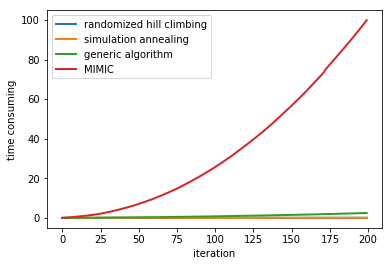 randomized hill climbing
simulation annealing
generic algorithm
MIMIC
time consuming
100
80
60
40
20
0
0 25 50 75 100 125 150 175 200
iteration